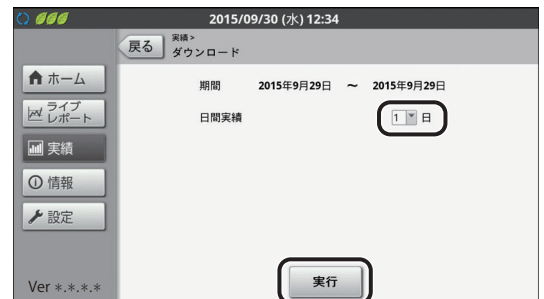 2015/09/30 (水) 12:34
戻る
実績>
ダウンロード
ホーム
ライブ
レポート
実績
情報
設定
Ver *.*.*.*
期間 2015年9月29日 ~ 2015年9月29日
日間実績 1 日
実行